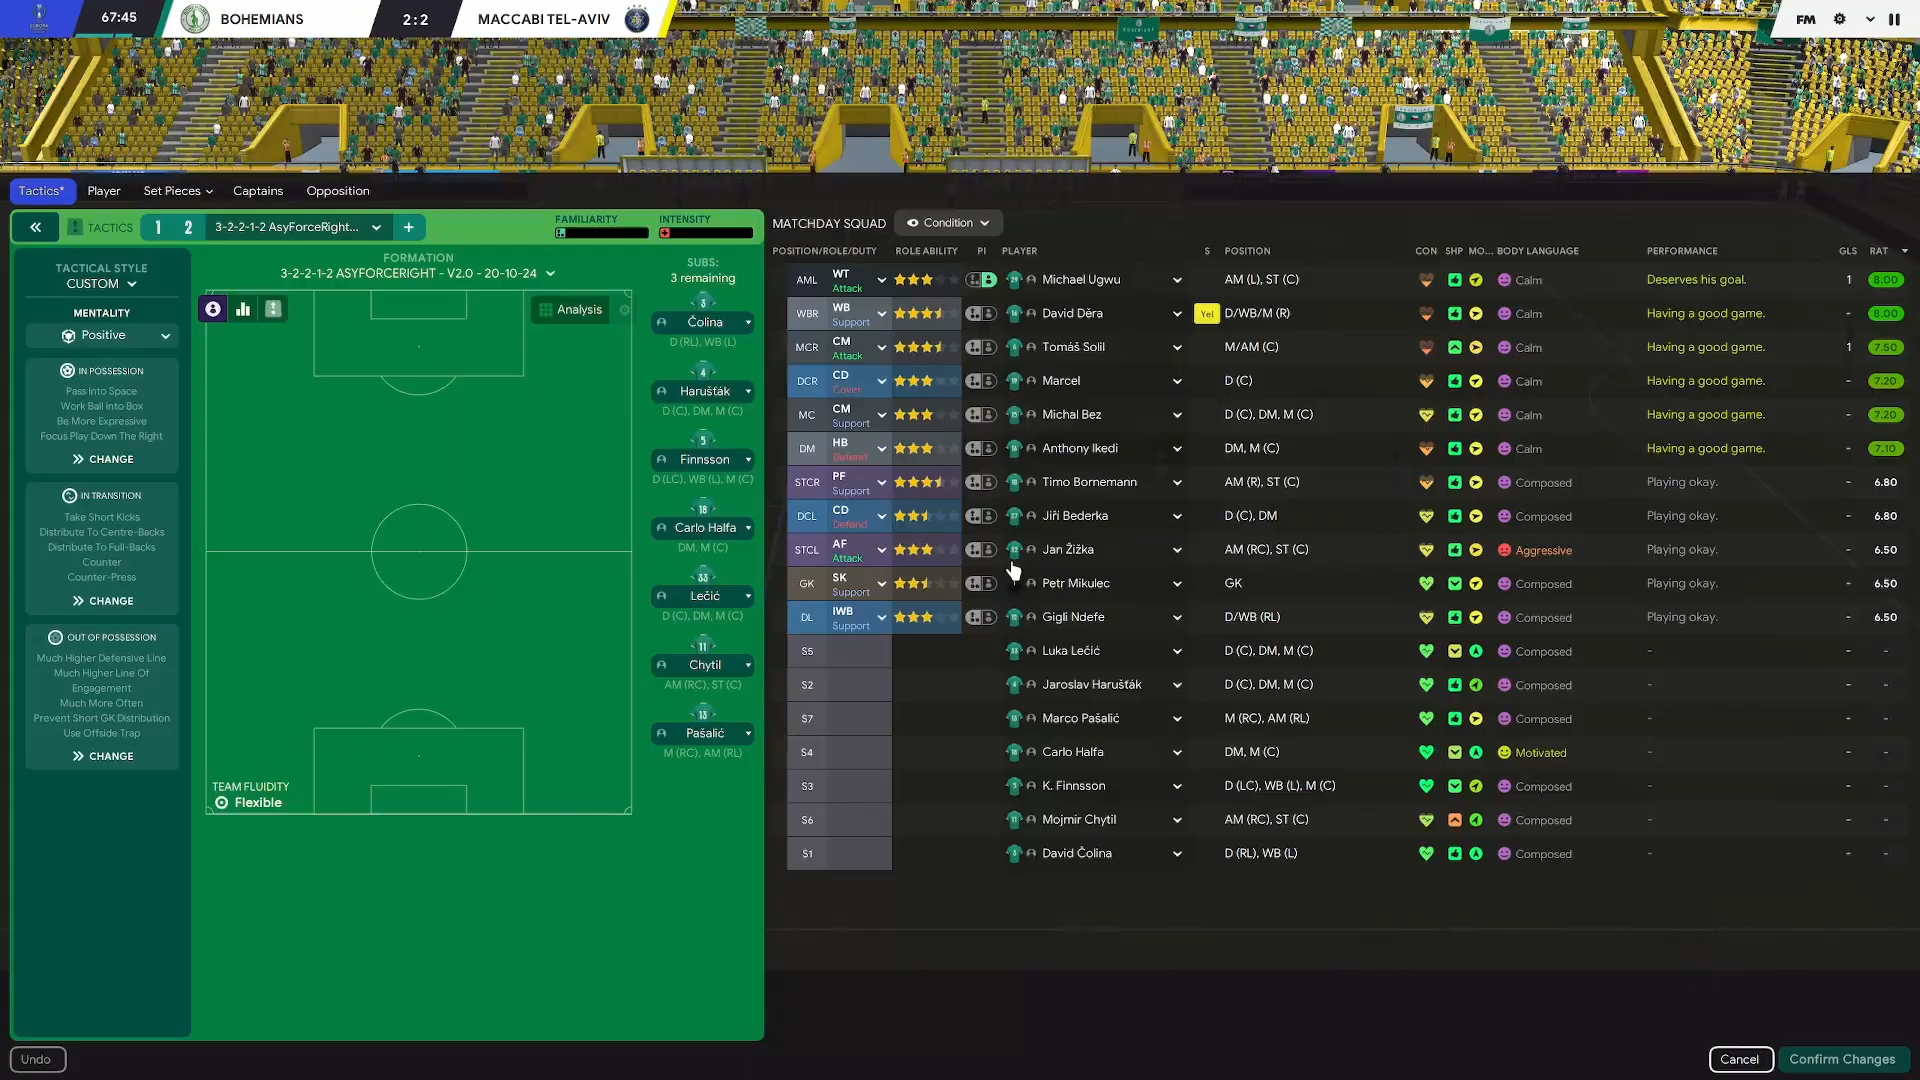 67:45 BOHEMIANS 2:2 MACCABI TEL-AVIV FM
Tactics* Player Set Pieces Captains Opposition
TACTICS 1 2 3-2-2-1-2 AsyForceRight... + FAMILIARITY INTENSITY
TACTICAL STYLE
CUSTOM
MENTALITY
Positive
IN POSSESSION
Pass Into Space
Work Ball Into Box
Be More Expressive
Focus Play Down The Right
CHANGE
IN TRANSITION
Take Short Kicks
Distribute To Centre-Backs
Distribute To Full-Backs
Counter
Counter-Press
CHANGE
OUT OF POSSESSION
Much Higher Defensive Line
Much Higher Line Of
Engagement
Much More Often
Prevent Short GK Distribution
Use Offside Trap
CHANGE
FORMATION
3-2-2-1-2 ASYFORCERIGHT - V2.0 - 20-10-24
Analysis
TEAM FLUIDITY
Flexible
SUBS:
3 remaining
3
Čolina
D (RL), WB (L)
4
Harušťák
D (C), DM, M (C)
5
Finnsson
D (LC), WB (L), M (C)
18
Carlo Halfa
DM, M (C)
33
Lečić
D (C), DM, M (C)
11
Chytil
AM (RC), ST (C)
13
Pašalić
M (RC), AM (RL)
MATCHDAY SQUAD Condition
POSITION/ROLE/DUTY ROLE ABILITY PI PLAYER S POSITION CON SHP MO... BODY LANGUAGE PERFORMANCE GLS RAT
AML WT Attack Michael Ugwu AM (L), ST (C) Calm Deserves his goal. 1 8.00
WBR WB Support David Děra Yel D/WB/M (R) Calm Having a good game. - 8.00
MCR CM Attack Tomáš Solil M/AM (C) Calm Having a good game. 1 7.50
DCR CD Cover Marcel D (C) Calm Having a good game. - 7.20
MC CM Support Michal Bez D (C), DM, M (C) Calm Having a good game. - 7.20
DM HB Defend Anthony Ikedi DM, M (C) Calm Having a good game. - 7.10
STCR PF Support Timo Bornemann AM (R), ST (C) Composed Playing okay. - 6.80
DCL CD Defend Jiří Bederka D (C), DM Composed Playing okay. - 6.80
STCL AF Attack Jan Žižka AM (RC), ST (C) Aggressive Playing okay. - 6.50
GK SK Support Petr Mikulec GK Composed Playing okay. - 6.50
DL IWB Support Gigli Ndefe D/WB (RL) Composed Playing okay. - 6.50
S5 Luka Lečić D (C), DM, M (C) Composed - - -
S2 Jaroslav Harušťák D (C), DM, M (C) Composed - - -
S7 Marco Pašalić M (RC), AM (RL) Composed - - -
S4 Carlo Halfa DM, M (C) Motivated - - -
S3 K. Finnsson D (LC), WB (L), M (C) Composed - - -
S6 Mojmír Chytil AM (RC), ST (C) Composed - - -
S1 David Čolina D (RL), WB (L) Composed - - -
Undo Cancel Confirm Changes